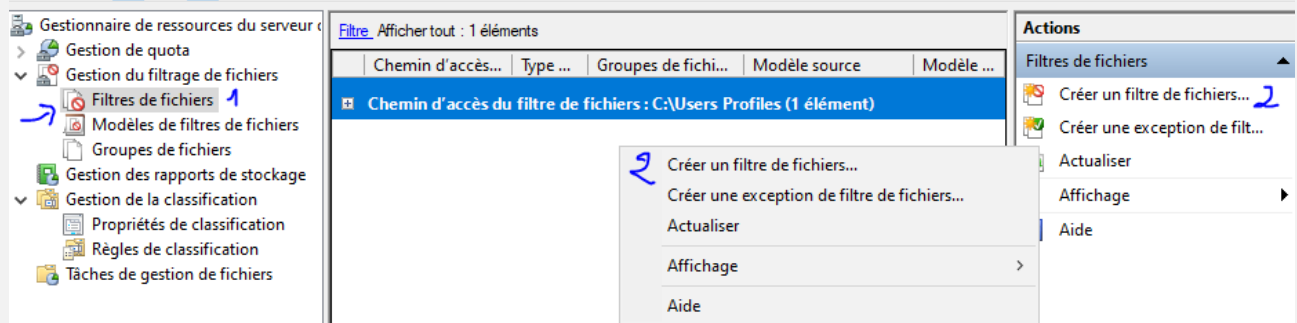 Gestionnaire de ressources du serveur
Gestion de quota
Gestion du filtrage de fichiers
Filtres de fichiers 1
Modèles de filtres de fichiers
Groupes de fichiers
Gestion des rapports de stockage
Gestion de la classification
Propriétés de classification
Règles de classification
Tâches de gestion de fichiers
Filtre Afficher tout : 1 éléments
Chemin d'accès... Type ... Groupes de fichi... Modèle source Modèle ...
Chemin d'accès du filtre de fichiers : C:\Users Profiles (1 élément)
2 Créer un filtre de fichiers...
Créer une exception de filtre de fichiers...
Actualiser
Affichage
Aide
Actions
Filtres de fichiers
Créer un filtre de fichiers... 2
Créer une exception de filt...
Actualiser
Affichage
Aide